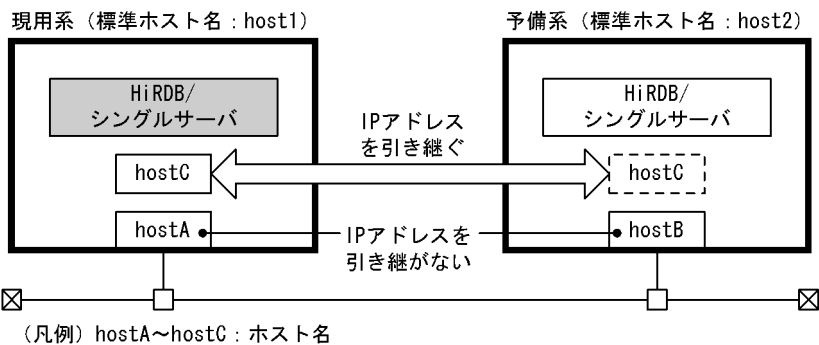 現用系（標準ホスト名：host1）
予備系（標準ホスト名：host2）
HiRDB/
シングルサーバ
HiRDB/
シングルサーバ
IPアドレス
を引き継ぐ
hostC
hostC
hostA
IPアドレスを
引き継がない
hostB
（凡例）hostA～hostC：ホスト名